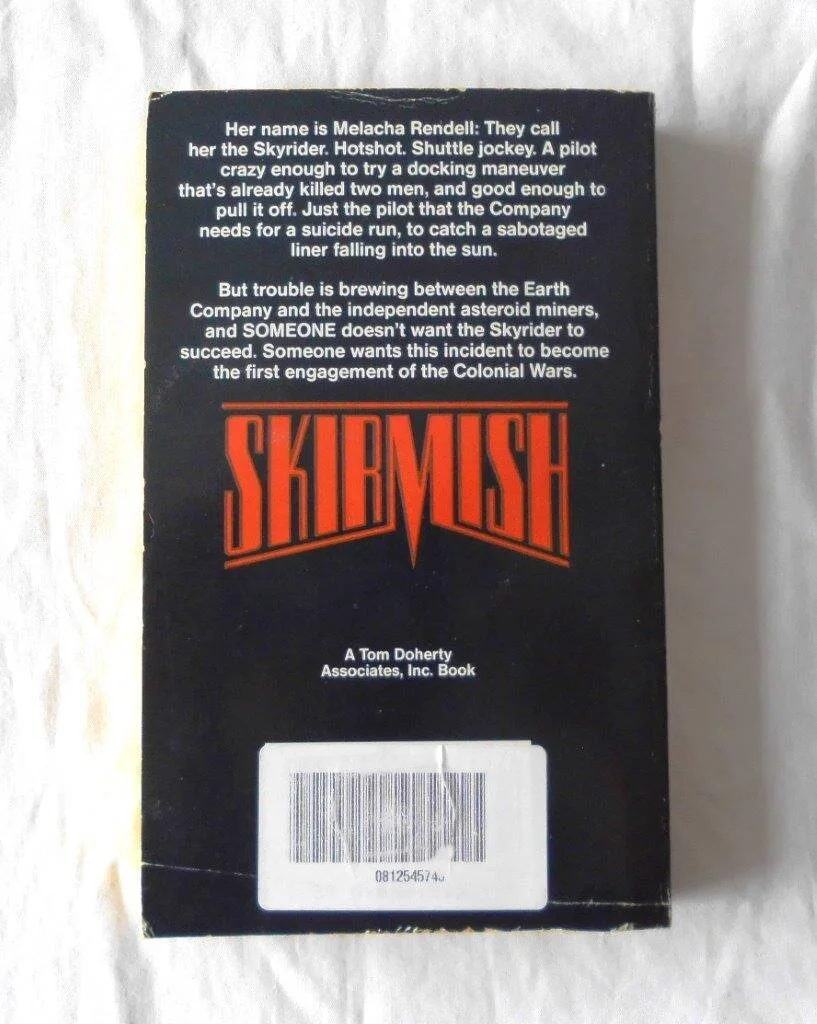 Her name is Melacha Rendell: They call
her the Skyrider. Hotshot. Shuttle jockey. A pilot
crazy enough to try a docking maneuver
that's already killed two men, and good enough to
pull it off. Just the pilot that the Company
needs for a suicide run, to catch a sabotaged
liner falling into the sun.
But trouble is brewing between the Earth
Company and the independent asteroid miners,
and SOMEONE doesn't want the Skyrider to
succeed. Someone wants this incident to become
the first engagement of the Colonial Wars.
SKIRMISH
A Tom Doherty
Associates, Inc. Book